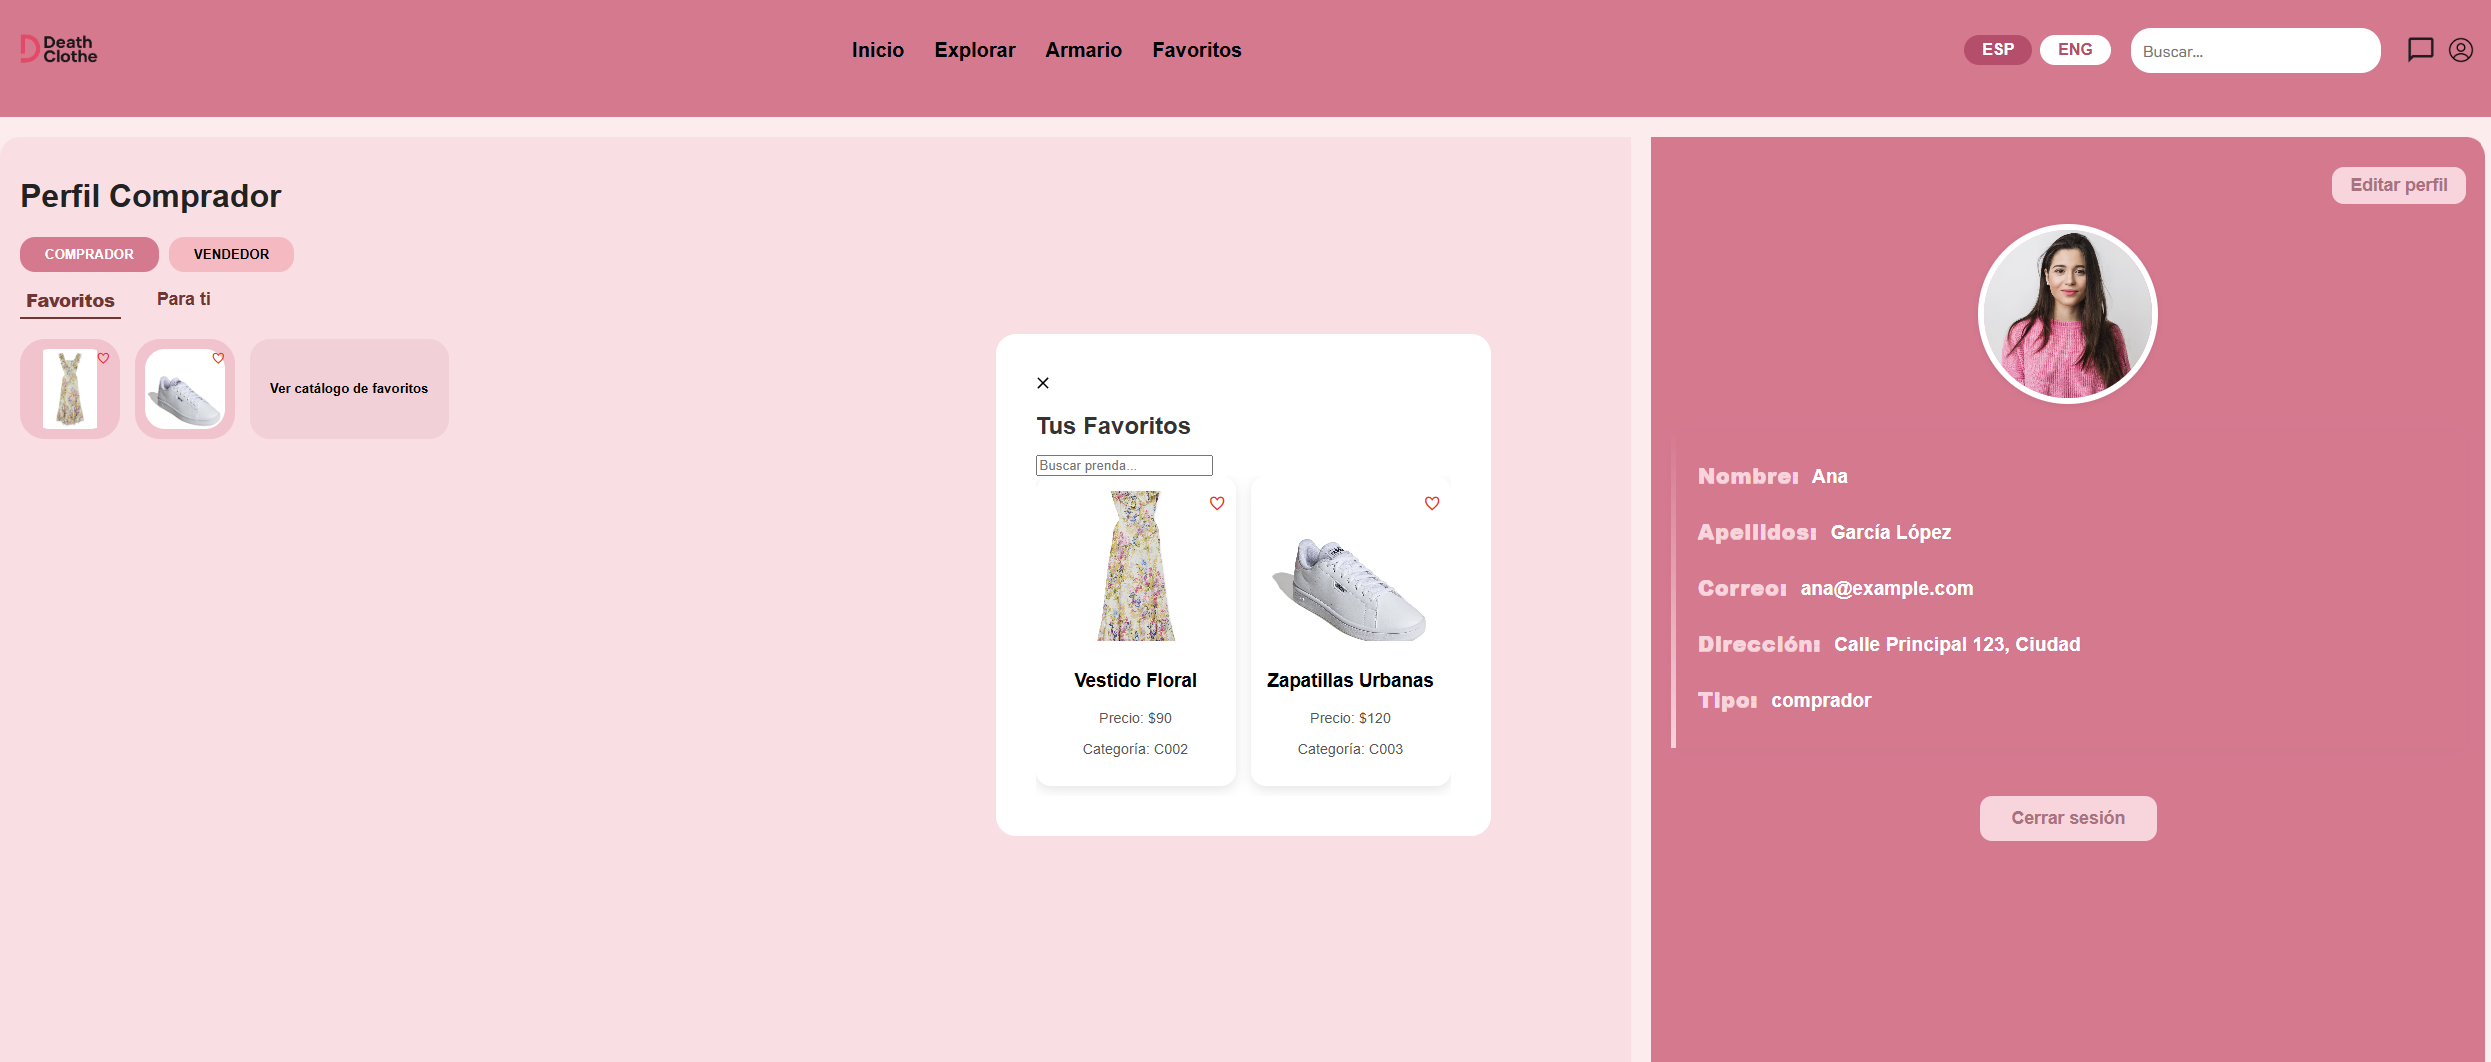 Death
Clothe
Inicio Explorar Armario Favoritos
ESP ENG Buscar...
Perfil Comprador
COMPRADOR VENDEDOR
Favoritos Para ti
Ver catálogo de favoritos
Tus Favoritos
Buscar prenda...
Vestido Floral
Precio: $90
Categoría: C002
Zapatillas Urbanas
Precio: $120
Categoría: C003
Editar perfil
Nombre: Ana
Apellidos: García López
Correo: ana@example.com
Dirección: Calle Principal 123, Ciudad
Tipo: comprador
Cerrar sesión